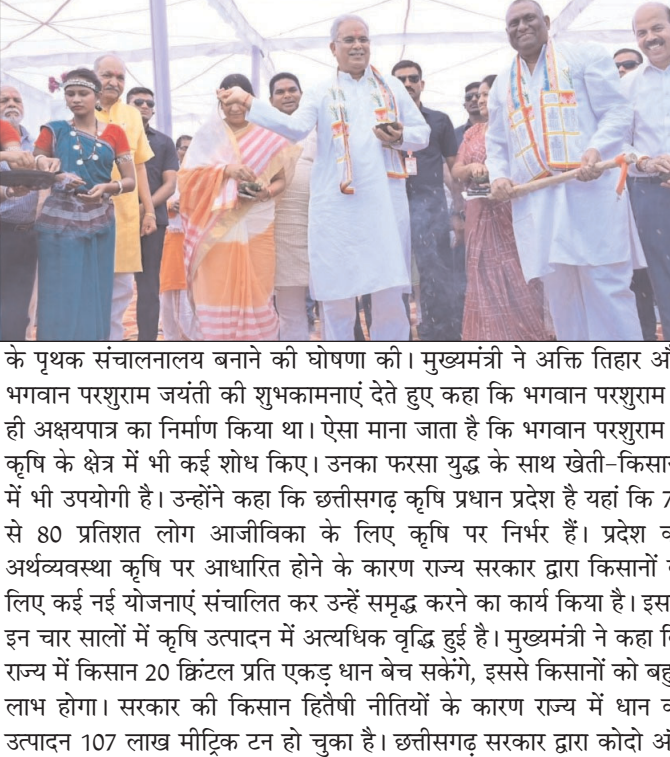 के पृथक संचालनालय बनाने की घोषणा की। मुख्यमंत्री ने अक्ति तिहार
भगवान परशुराम जयंती की शुभकामनाएं देते हुए कहा कि भगवान परशुराम
ही अक्षयपात्र का निर्माण किया था। ऐसा माना जाता है कि भगवान परशुराम
कृषि के क्षेत्र में भी कई शोध किए। उनका फरसा युद्ध के साथ खेती-किसान
में भी उपयोगी है। उन्होंने कहा कि छत्तीसगढ़ कृषि प्रधान प्रदेश है यहां कि
से 80 प्रतिशत लोग आजीविका के लिए कृषि पर निर्भर हैं। प्रदेश
अर्थव्यवस्था कृषि पर आधारित होने के कारण राज्य सरकार द्वारा किसानों
लिए कई नई योजनाएं संचालित कर उन्हें समृद्ध करने का कार्य किया है। इस
इन चार सालों में कृषि उत्पादन में अत्यधिक वृद्धि हुई है। मुख्यमंत्री ने कहा
राज्य में किसान 20 क्विंटल प्रति एकड़ धान बेच सकेंगे, इससे किसानों को बहु
लाभ होगा। सरकार की किसान हितैषी नीतियों के कारण राज्य में धान
उत्पादन 107 लाख मीट्रिक टन हो चुका है। छत्तीसगढ़ सरकार द्वारा कोदो